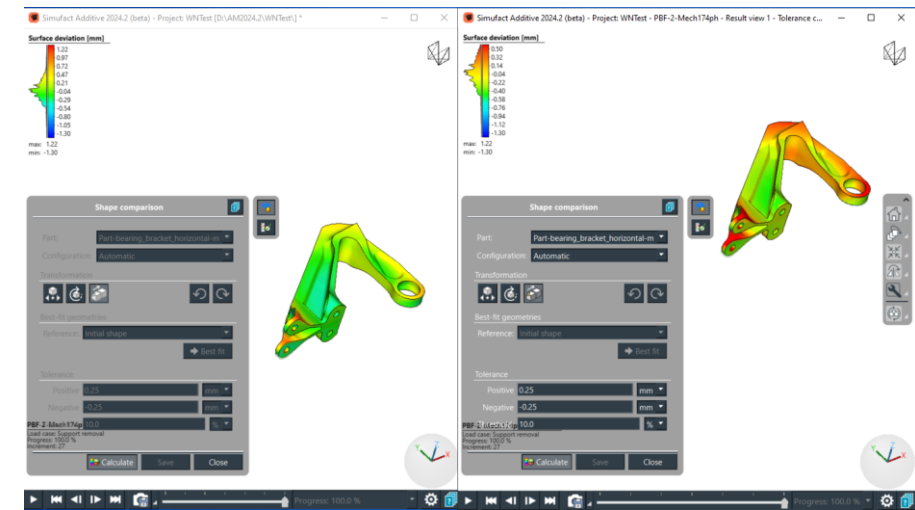 Simufact Additive 2024.2 (beta) - Project: WNTest [D:\AM2024.2\WNTest\] *
Surface deviation [mm]
1.22
0.97
0.72
0.47
0.21
-0.04
-0.29
-0.54
-0.80
-1.05
-1.30
max: 1.22
min: -1.30
Shape comparison
Part: Part-bearing_bracket_horizontal-m
Configuration: Automatic
Transformation
Best-fit geometries
Reference: Initial shape
Best fit
Tolerance
Positive 0.25 mm
Negative -0.25 mm
PBF-2-Mech174p 10.0 %
Load case: Support removal
Progress: 100.0 %
Increment: 27
Calculate Save Close
Progress: 100.0 %
Simufact Additive 2024.2 (beta) - Project: WNTest - PBF-2-Mech174ph - Result view 1 - Tolerance c...
Surface deviation [mm]
0.50
0.32
0.14
-0.04
-0.22
-0.40
-0.58
-0.76
-0.94
-1.12
-1.30
max: 1.22
min: -1.30
Shape comparison
Part: Part-bearing_bracket_horizontal-m
Configuration: Automatic
Transformation
Best-fit geometries
Reference: Initial shape
Best fit
Tolerance
Positive 0.25 mm
Negative -0.25 mm
10.0 %
Load case: Support removal
Progress: 100.0 %
Increment: 27
Calculate Save Close
Progress: 100.0 %